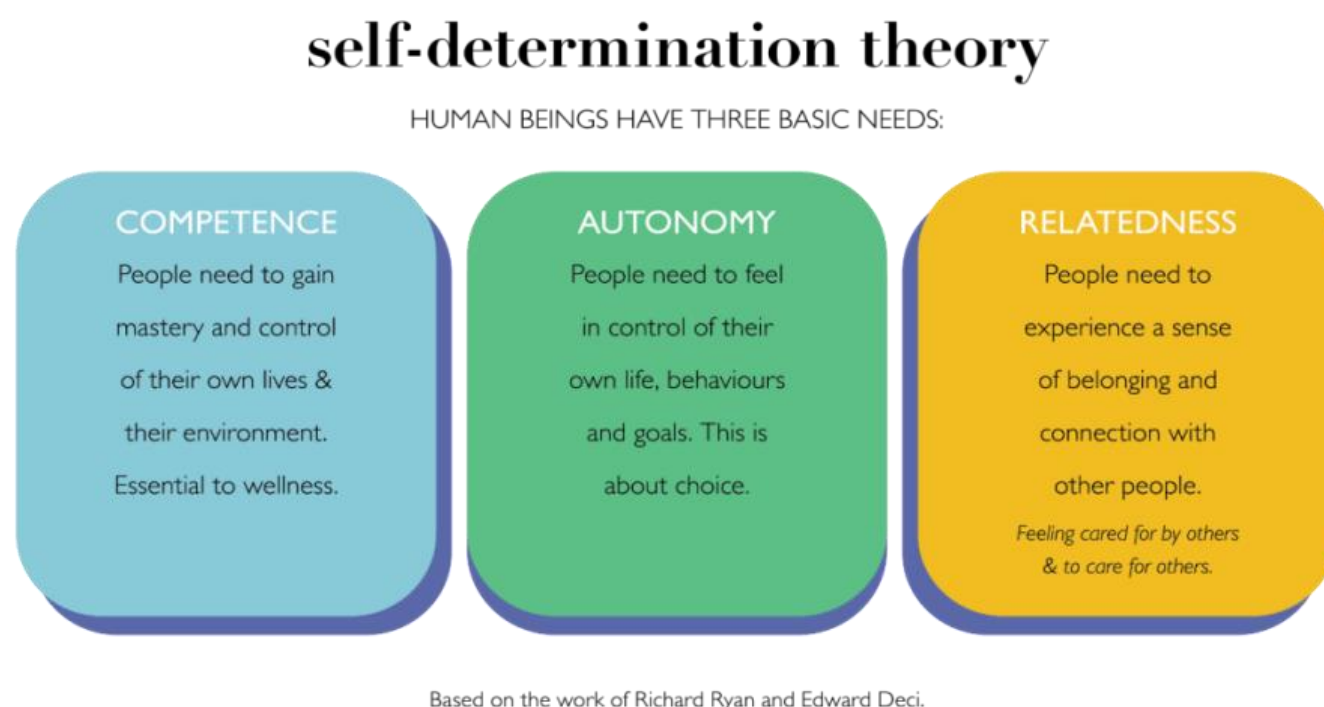 self-determination theory
HUMAN BEINGS HAVE THREE BASIC NEEDS:
COMPETENCE
People need to gain
mastery and control
of their own lives &
their environment.
Essential to wellness.
AUTONOMY
People need to feel
in control of their
own life, behaviours
and goals. This is
about choice.
RELATEDNESS
People need to
experience a sense
of belonging and
connection with
other people.
Feeling cared for by others
& to care for others.
Based on the work of Richard Ryan and Edward Deci.